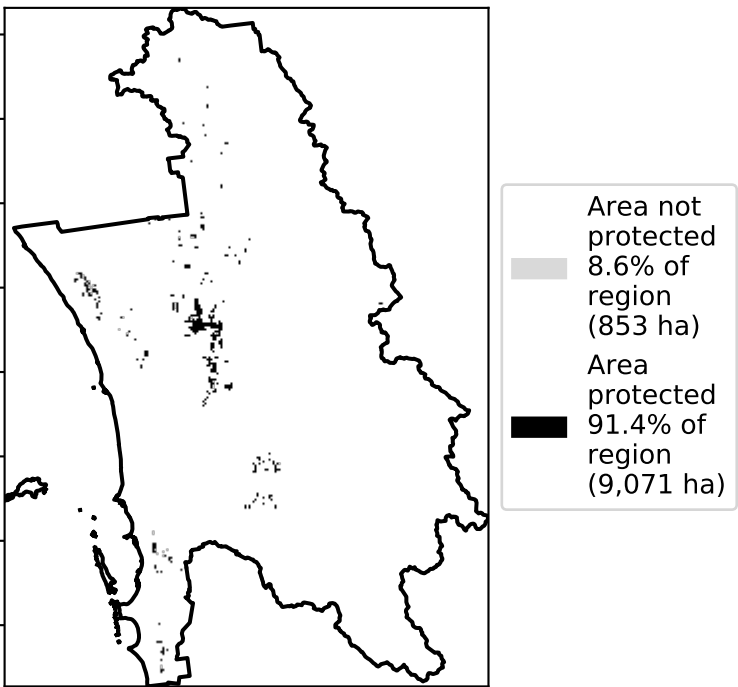 Area not
protected
8.6% of
region
(853 ha)
Area
protected
91.4% of
region
(9,071 ha)